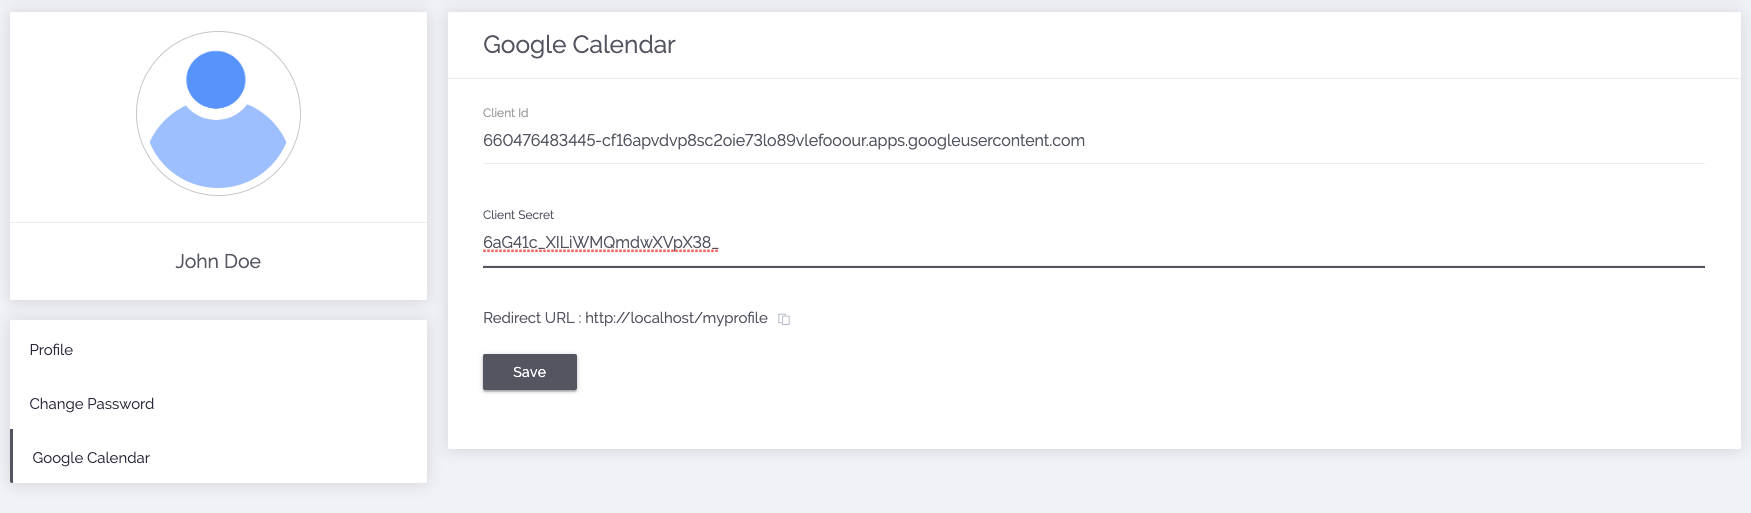 John Doe
Profile
Change Password
Google Calendar
Google Calendar
Client Id
660476483445-cf16apvdvp8sc2oie73lo89vlefooour.apps.googleusercontent.com
Client Secret
6aG41c_XILiWMQmdwXVpX38_
Redirect URL : http://localhost/myprofile
Save